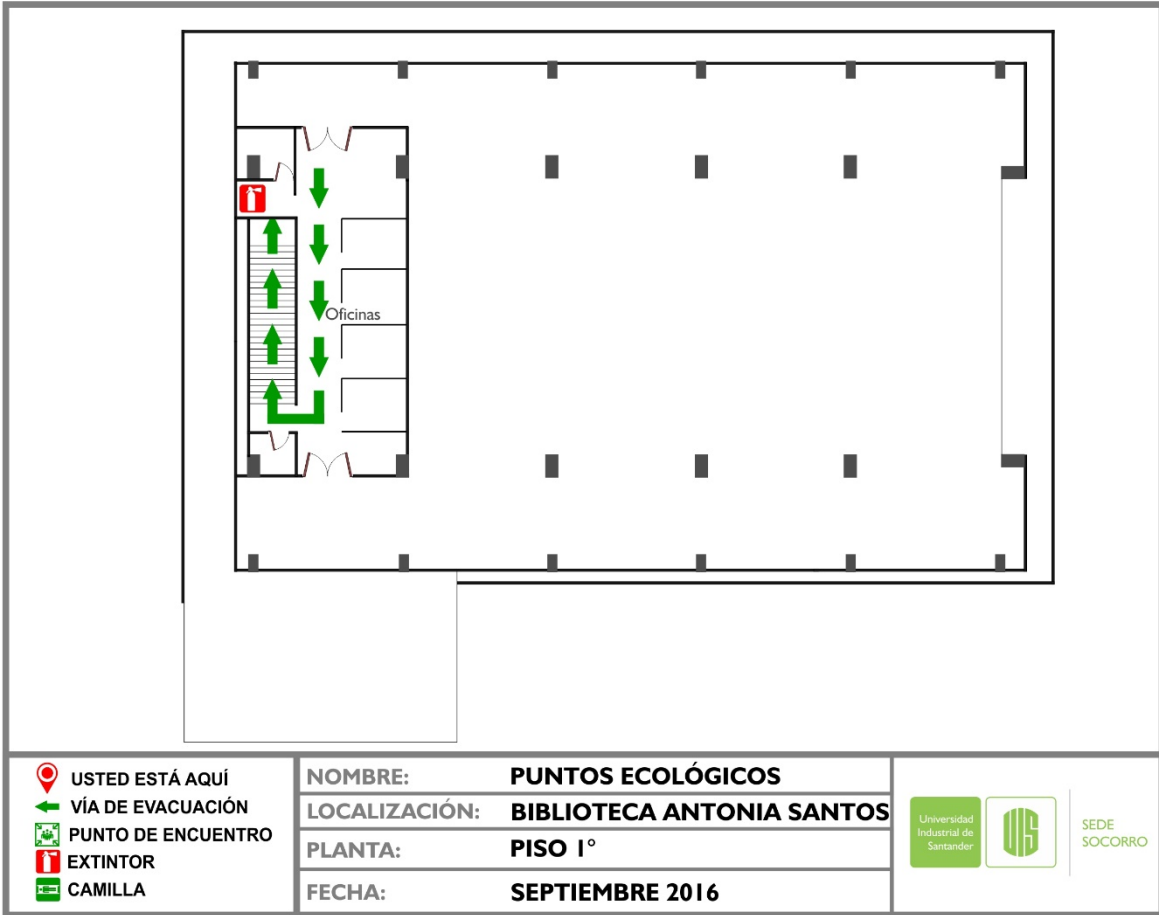 Oficinas
USTED ESTÁ AQUÍ
VÍA DE EVACUACIÓN
PUNTO DE ENCUENTRO
EXTINTOR
CAMILLA
NOMBRE: PUNTOS ECOLÓGICOS
LOCALIZACIÓN: BIBLIOTECA ANTONIA SANTOS
PLANTA: PISO 1°
FECHA: SEPTIEMBRE 2016
Universidad
Industrial de
Santander
UIS
SEDE
SOCORRO